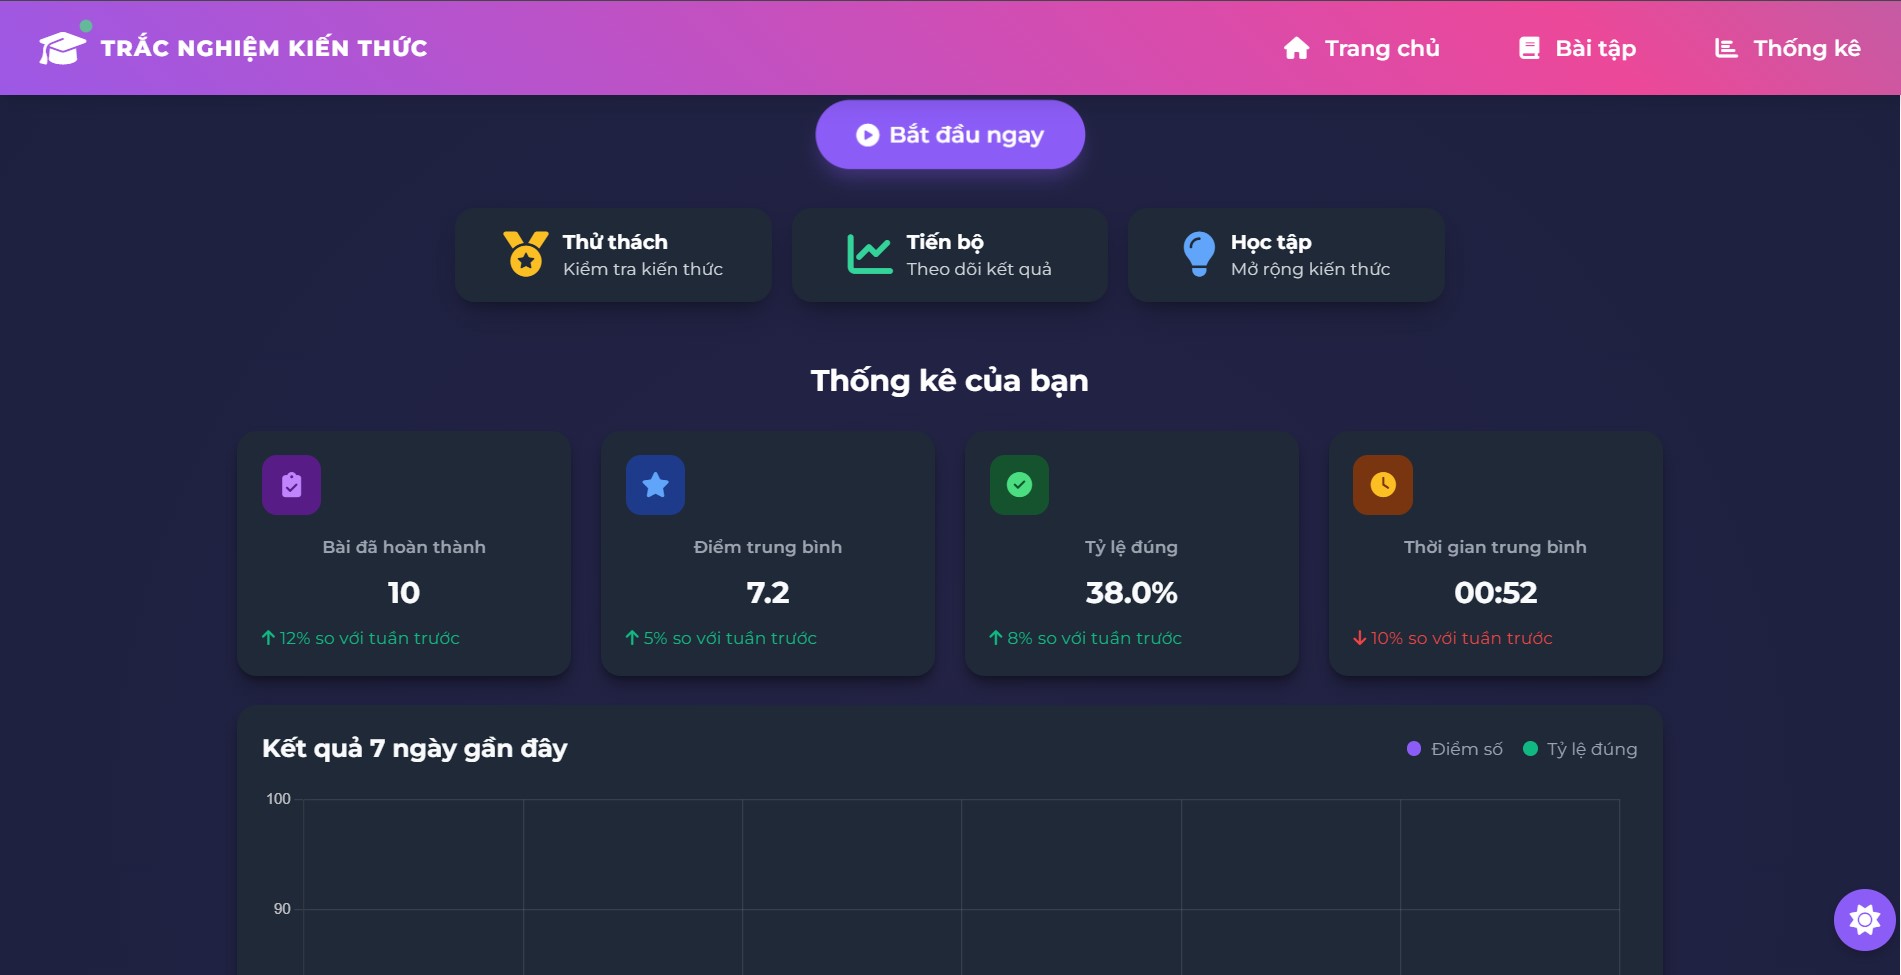 TRẮC NGHIỆM KIẾN THỨC
Trang chủ
Bài tập
Thống kê
Bắt đầu ngay
Thử thách
Kiểm tra kiến thức
Tiến bộ
Theo dõi kết quả
Học tập
Mở rộng kiến thức
Thống kê của bạn
Bài đã hoàn thành
10
12% so với tuần trước
Điểm trung bình
7.2
5% so với tuần trước
Tỷ lệ đúng
38.0%
8% so với tuần trước
Thời gian trung bình
00:52
10% so với tuần trước
Kết quả 7 ngày gần đây
Điểm số
Tỷ lệ đúng
100
90